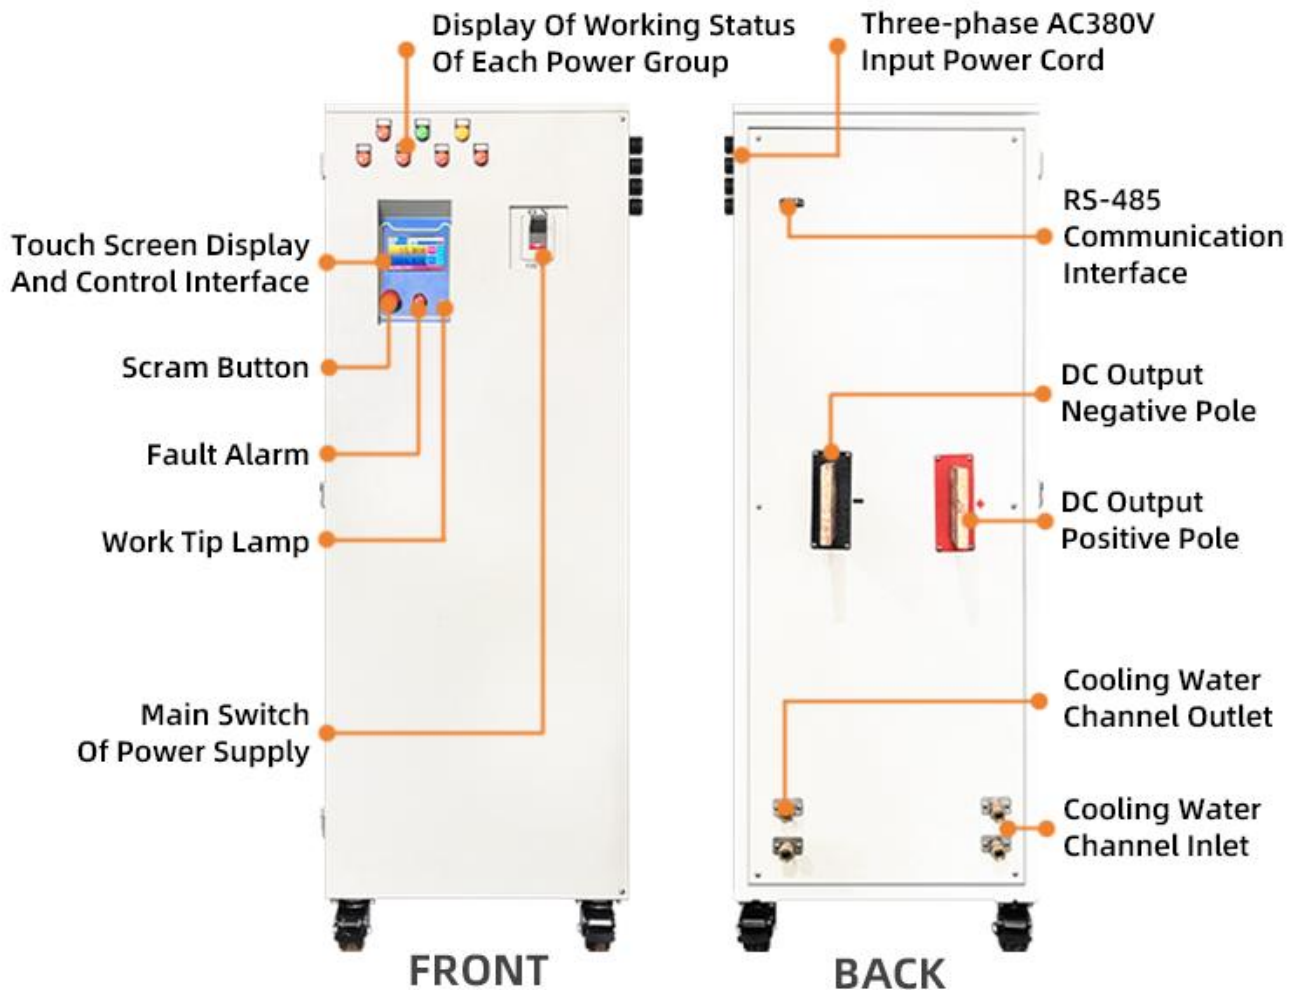 Display Of Working Status
Of Each Power Group
Three-phase AC380V
Input Power Cord
Touch Screen Display
And Control Interface
Scram Button
Fault Alarm
Work Tip Lamp
Main Switch
Of Power Supply
RS-485
Communication
Interface
DC Output
Negative Pole
DC Output
Positive Pole
Cooling Water
Channel Outlet
Cooling Water
Channel Inlet
FRONT
BACK